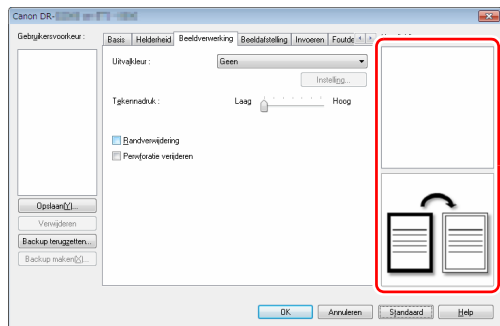 Canon DR-
Gebruikersvoorkeur :
Basis Helderheid Beeldverwerking Beeldafstelling Invoeren Foutde
Uitvalkleur : Geen
Instelling...
Tekennadruk : Laag Hoog
Randverwijdering
Perforatie verijderen
Opslaan(Y)...
Verwijderen
Backup terugzetten...
Backup maken(X)...
OK Annuleren Standaard Help